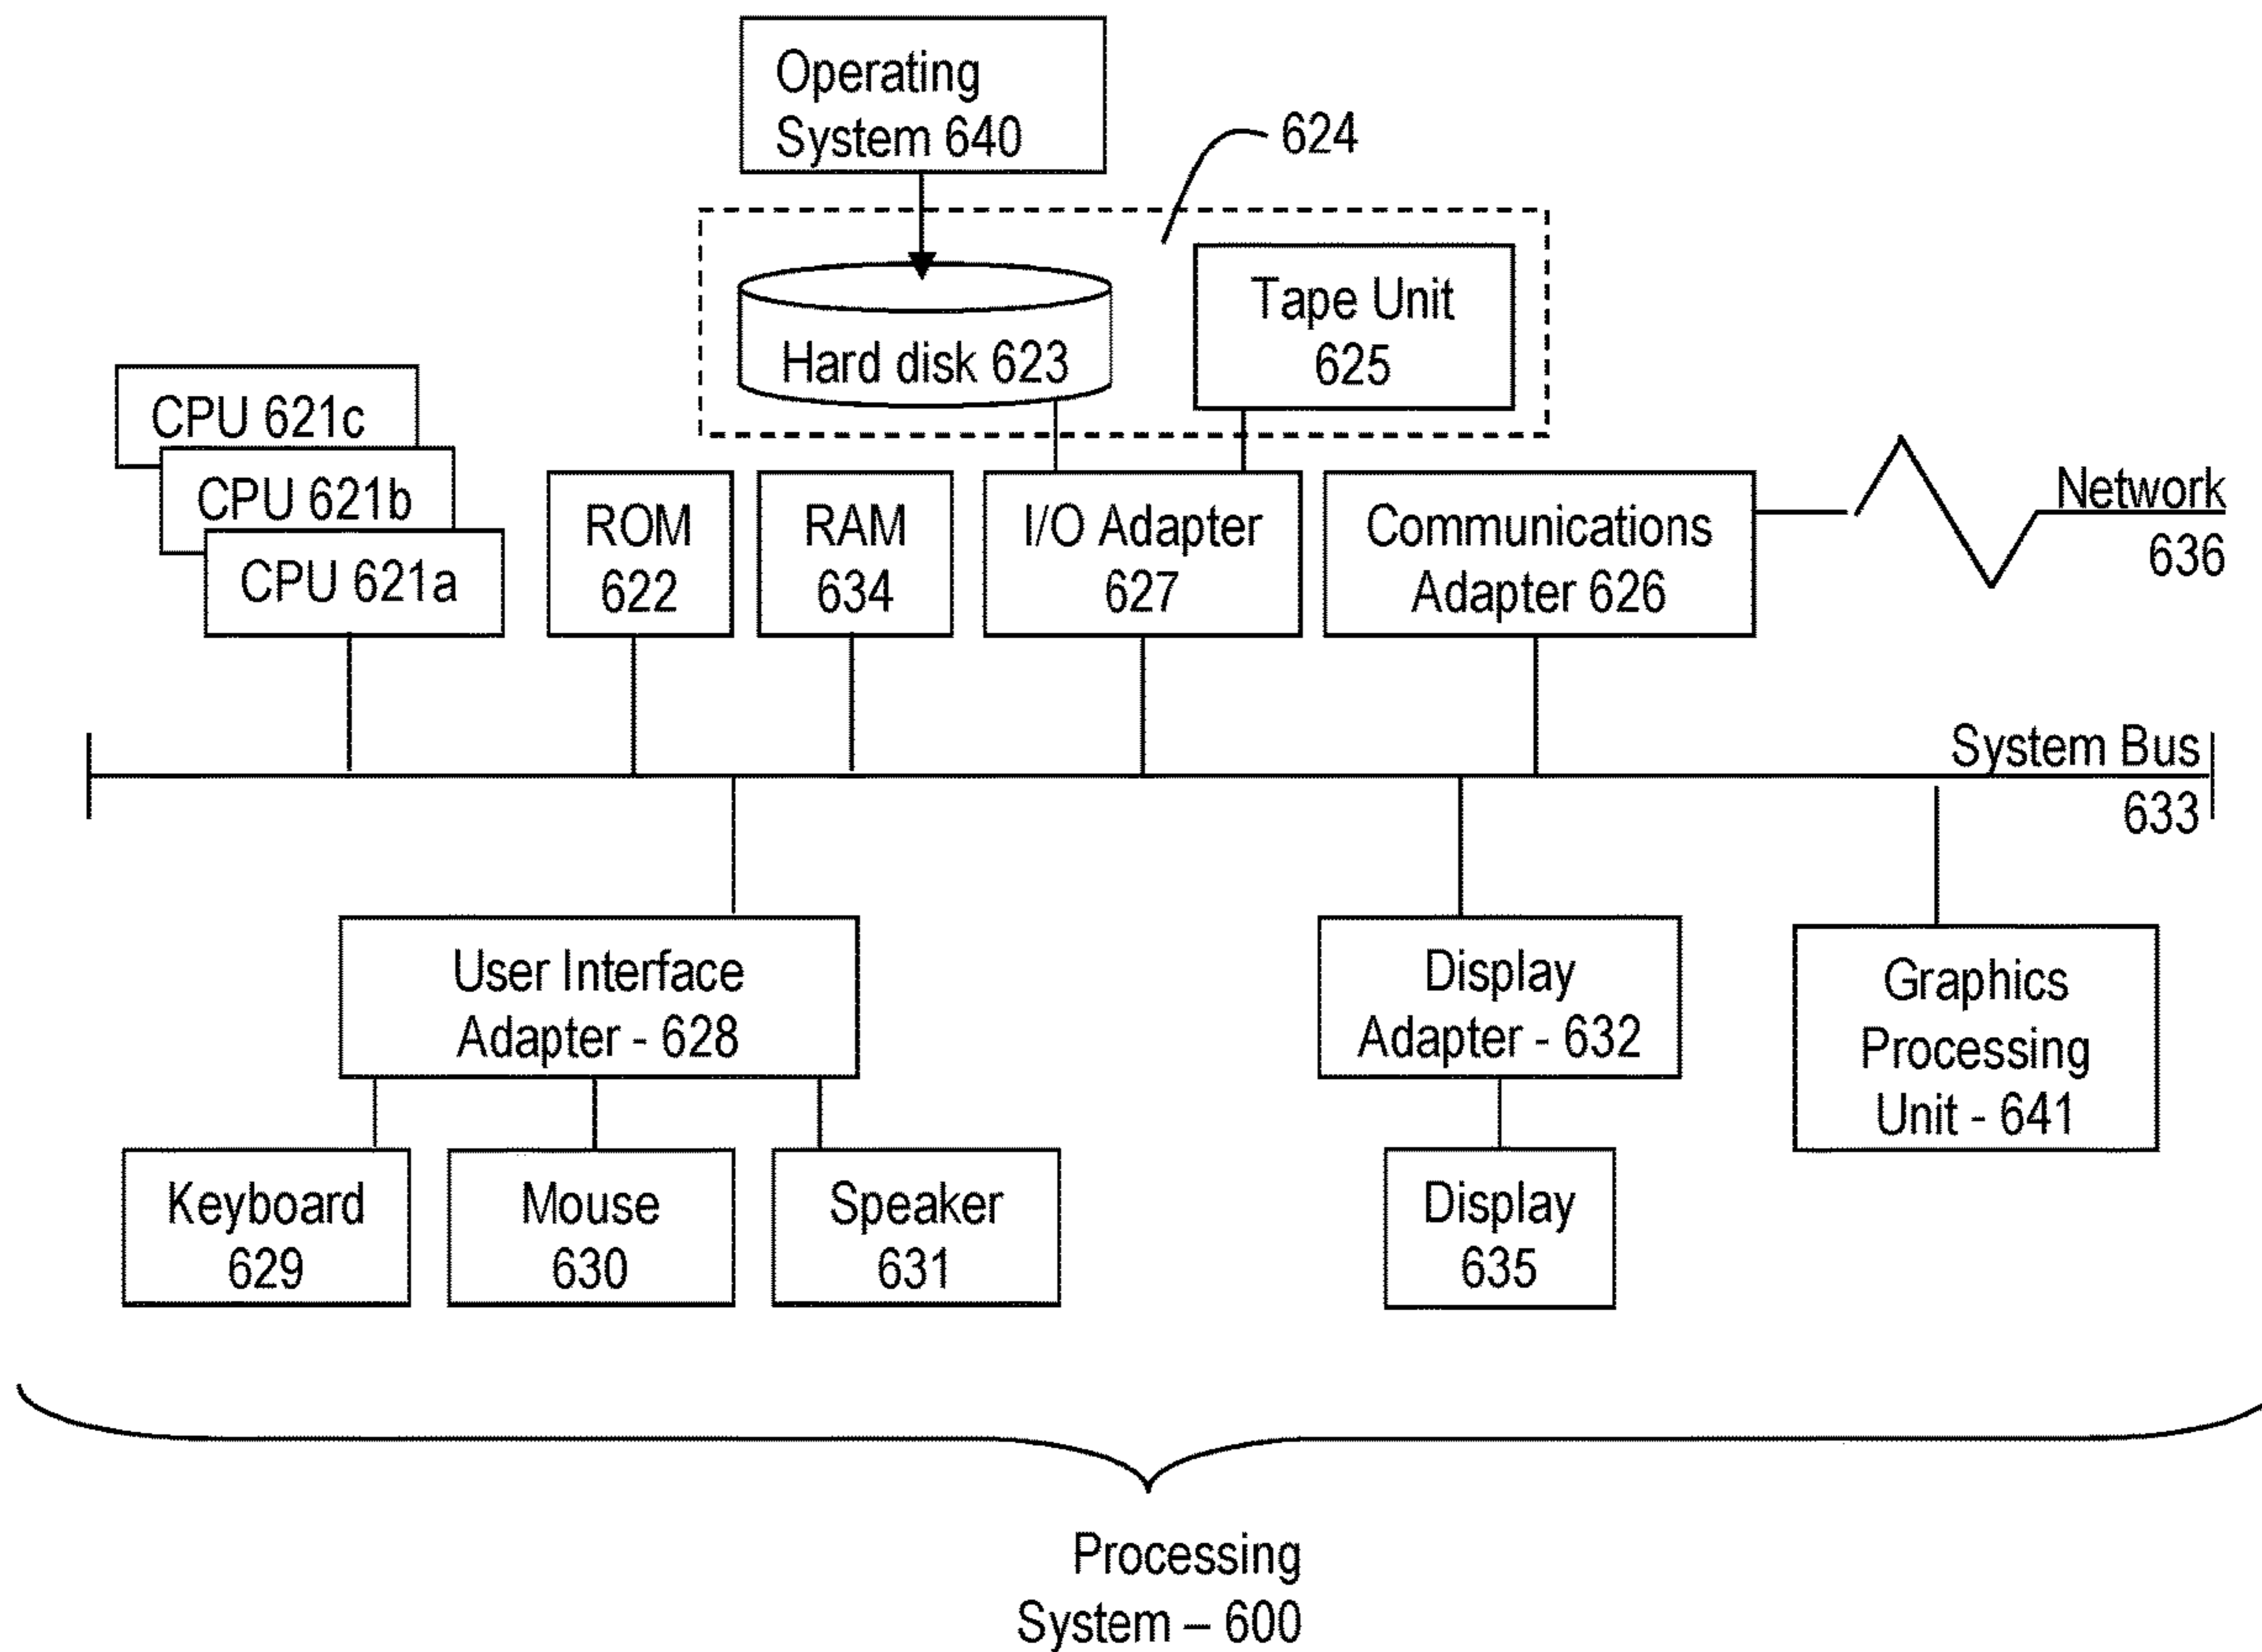 Operating
System 640
624
Tape Unit
625
Hard disk 623
CPU 621c
CPU 621b
CPU 621a
ROM
622
RAM
634
I/O Adapter
627
Communications
Adapter 626
Network
636
System Bus
633
User Interface
Adapter - 628
Display
Adapter - 632
Graphics
Processing
Unit - 641
Keyboard
629
Mouse
630
Speaker
631
Display
635
Processing
System – 600